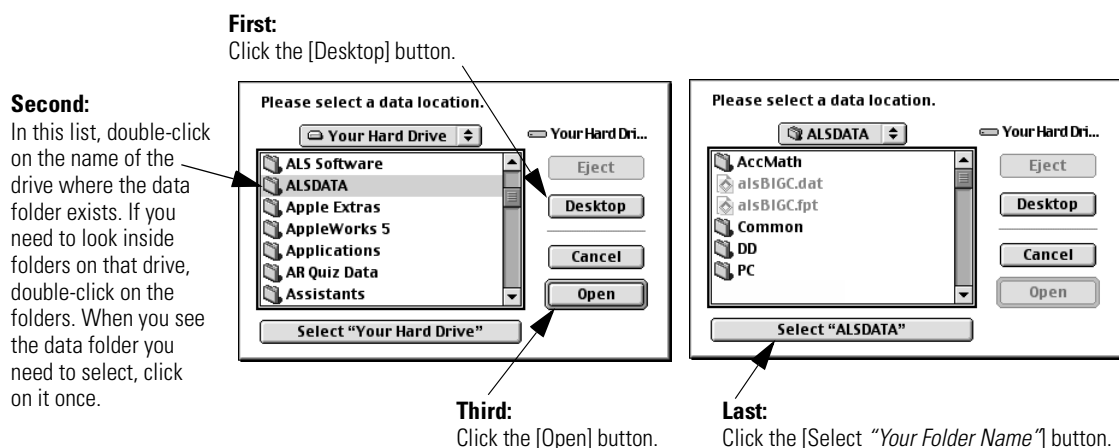 First:
Click the [Desktop] button.
Second:
In this list, double-click
on the name of the
drive where the data
folder exists. If you
need to look inside
folders on that drive,
double-click on the
folders. When you see
the data folder you
need to select, click
on it once.
Please select a data location.
Your Hard Drive
Your Hard Dri...
ALS Software
ALSDATA
Apple Extras
AppleWorks 5
Applications
AR Quiz Data
Assistants
Eject
Desktop
Cancel
Open
Select “Your Hard Drive”
Third:
Click the [Open] button.
Please select a data location.
ALSDATA
Your Hard Dri...
AccMath
alsBIGC.dat
alsBIGC.fpt
Common
DD
PC
Eject
Desktop
Cancel
Open
Select “ALSDATA”
Last:
Click the [Select “Your Folder Name”] button.